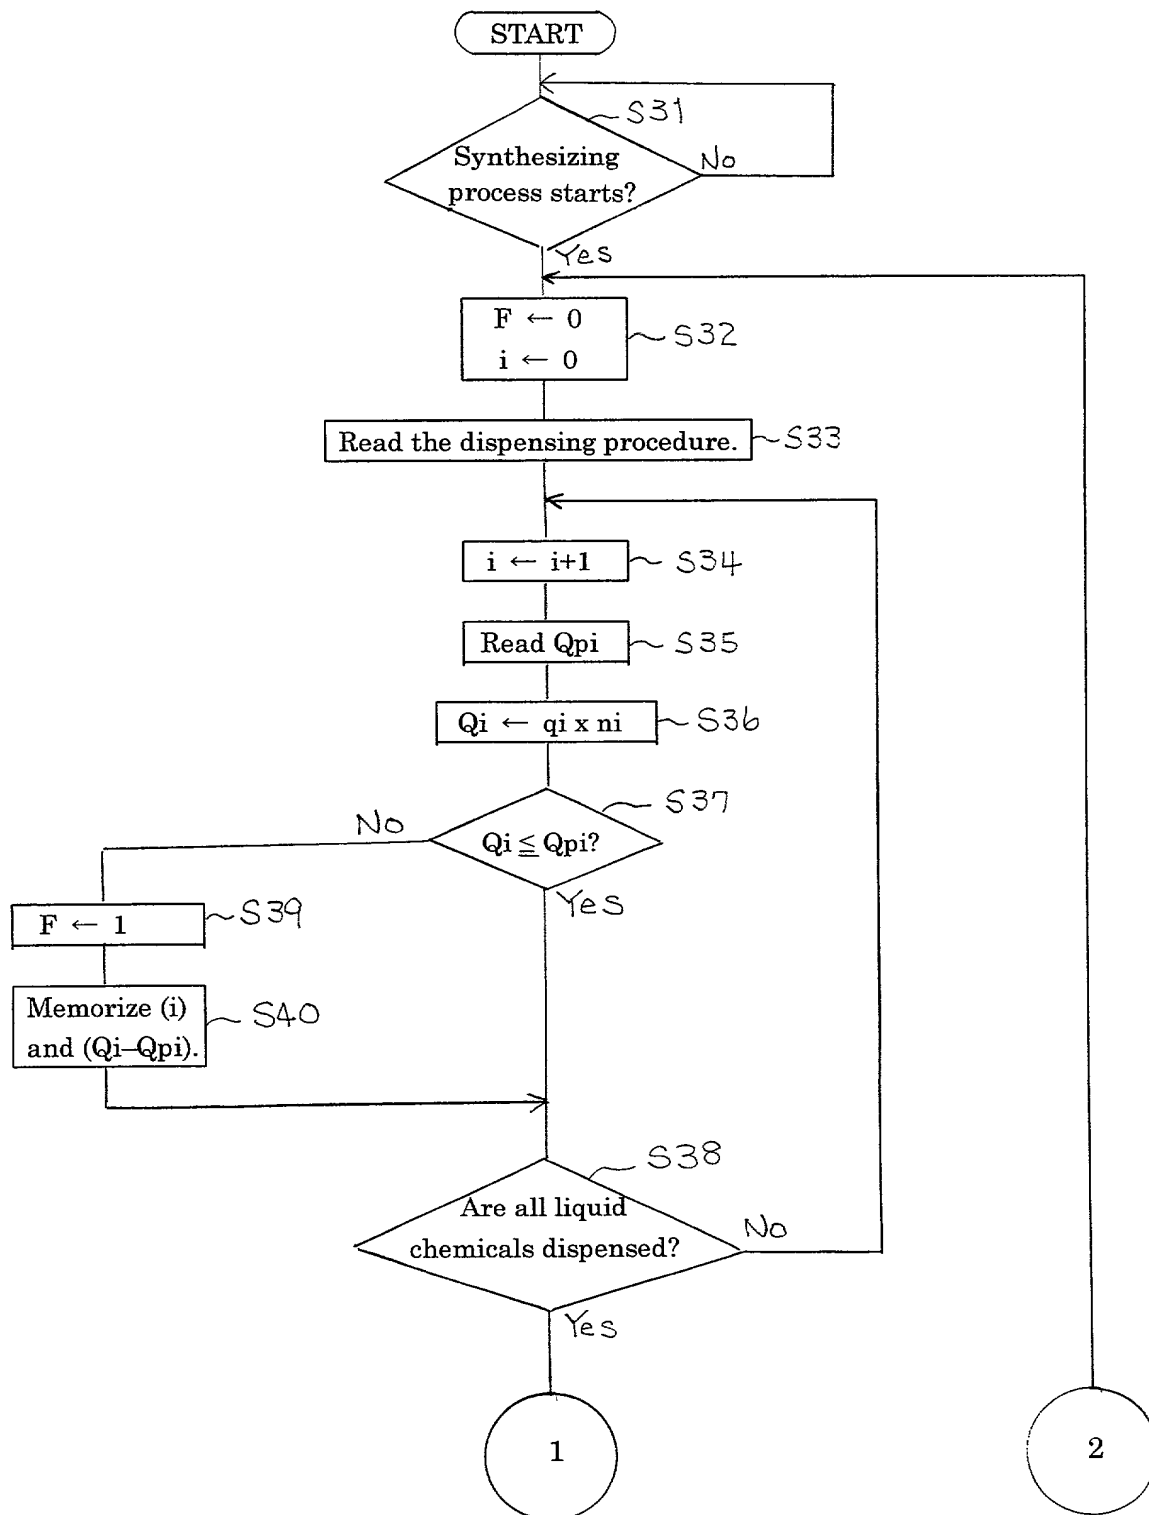 START
S31
Synthesizing
process starts?
No
Yes
F ← 0
i ← 0
S32
Read the dispensing procedure.
S33
i ← i+1
S34
Read Qpi
S35
Qi ← qi x ni
S36
S37
No
Qi ≦ Qpi?
Yes
F ← 1
S39
Memorize (i)
and (Qi–Qpi).
S40
S38
Are all liquid
chemicals dispensed?
No
Yes
1
2